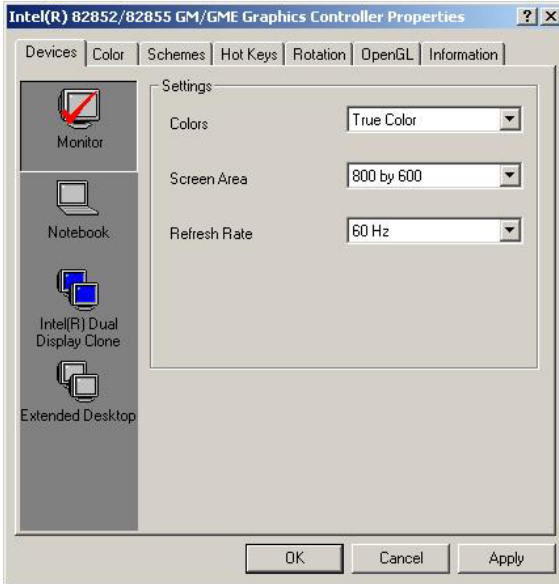 Intel(R) 82852/82855 GM/GME Graphics Controller Properties
Devices Color Schemes Hot Keys Rotation OpenGL Information
Settings
Monitor
Colors True Color
Screen Area 800 by 600
Notebook
Refresh Rate 60 Hz
Intel(R) Dual
Display Clone
Extended Desktop
OK Cancel Apply